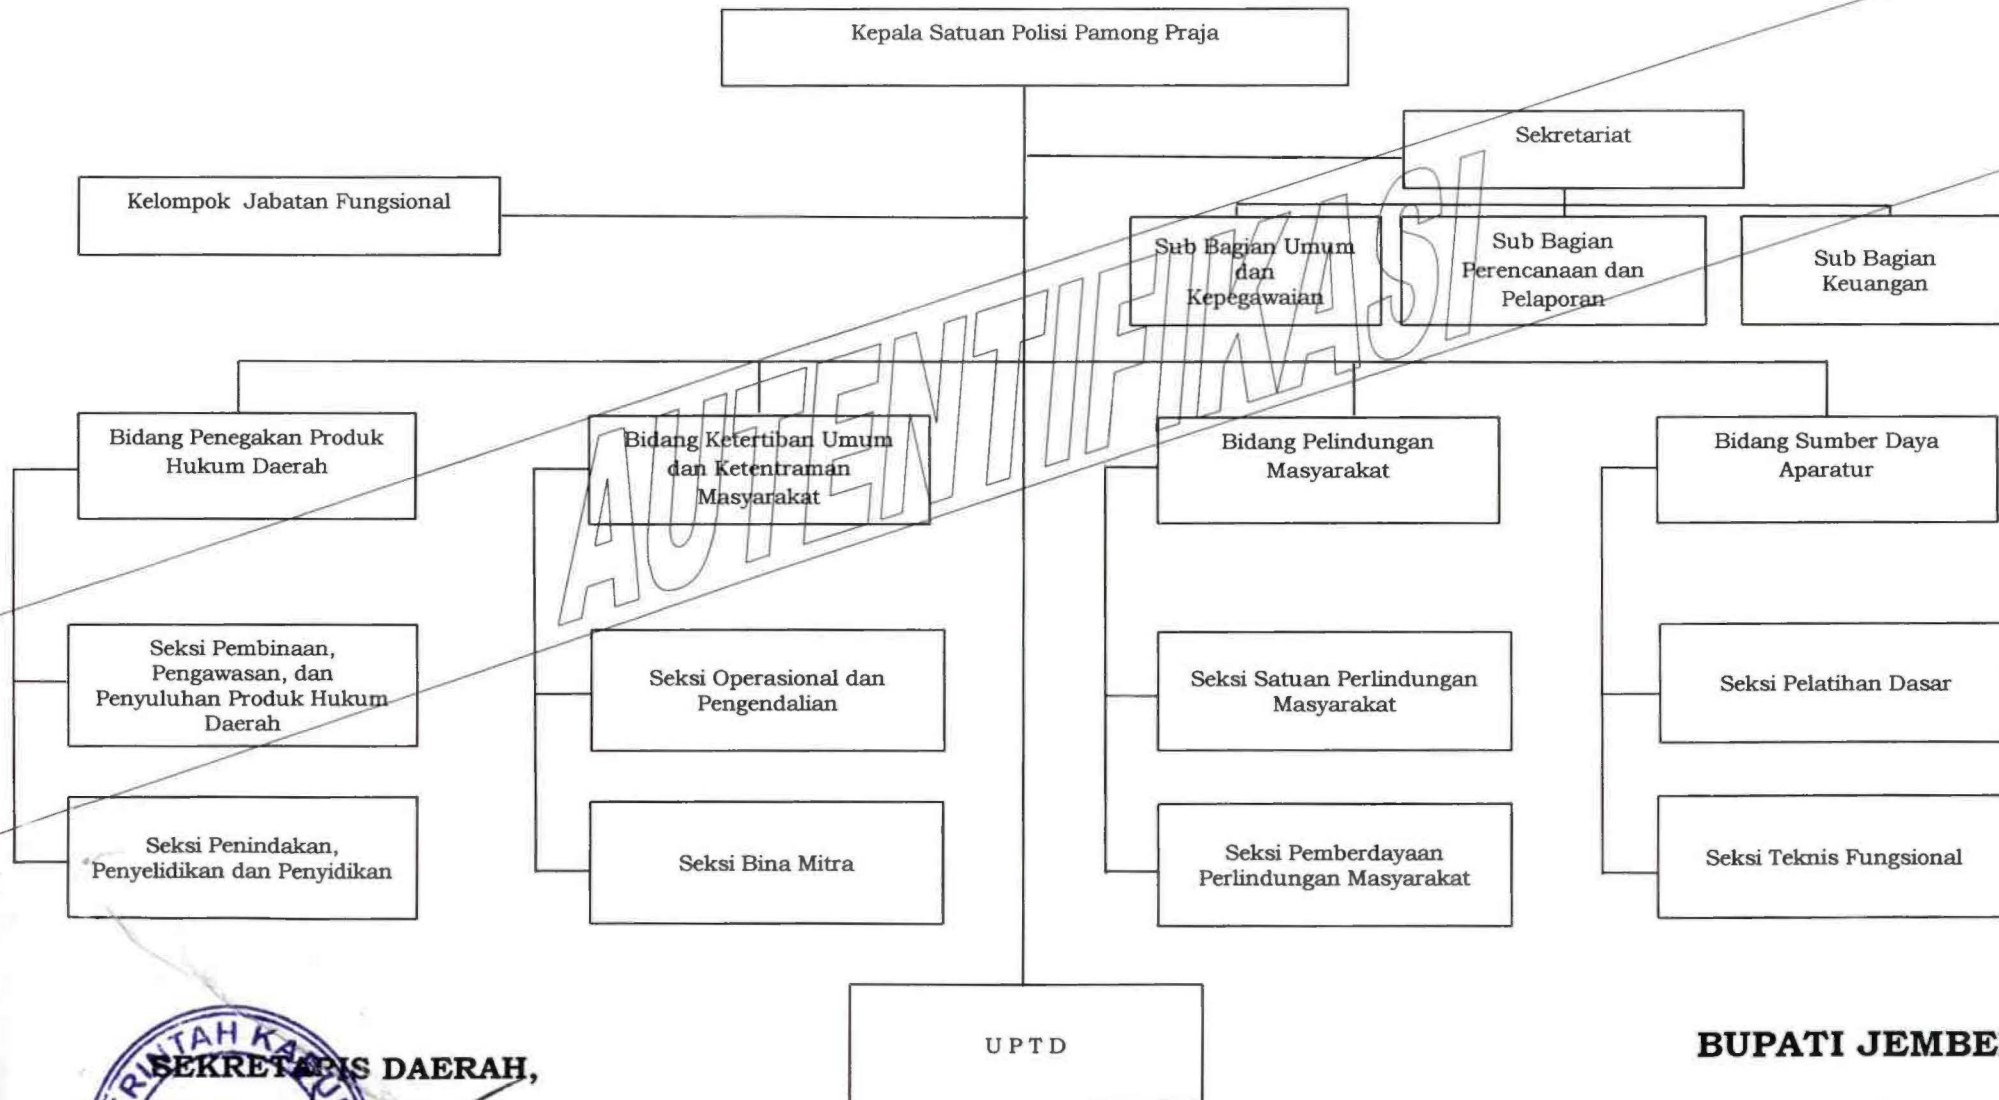 Kepala Satuan Polisi Pamong Praja
Sekretariat
Kelompok Jabatan Fungsional
Sub Bagian Umum
dan
Kepegawaian
Sub Bagian
Perencanaan dan
Pelaporan
Sub Bagian
Keuangan
AUTENTIFIKASI
Bidang Penegakan Produk
Hukum Daerah
Bidang Ketertiban Umum
dan Ketentraman
Masyarakat
Bidang Pelindungan
Masyarakat
Bidang Sumber Daya
Aparatur
Seksi Pembinaan,
Pengawasan, dan
Penyuluhan Produk Hukum
Daerah
Seksi Operasional dan
Pengendalian
Seksi Satuan Perlindungan
Masyarakat
Seksi Pelatihan Dasar
Seksi Penindakan,
Penyelidikan dan Penyidikan
Seksi Bina Mitra
Seksi Pemberdayaan
Perlindungan Masyarakat
Seksi Teknis Fungsional
UPTD
SEKRETARIS DAERAH,
BUPATI JEMBE